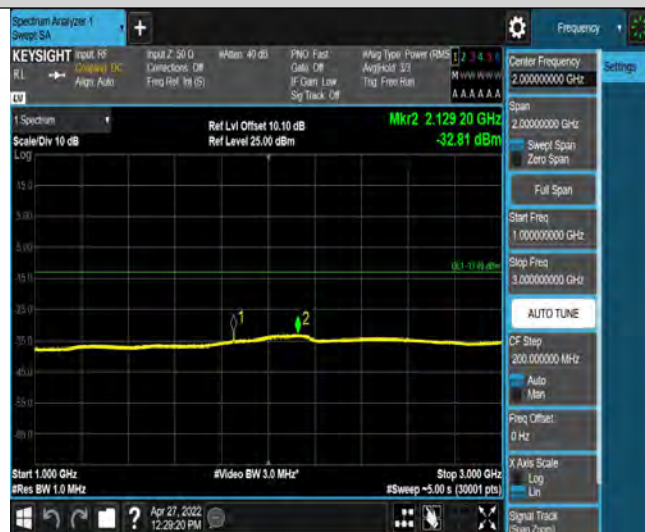 Spectrum Analyzer 1
Swept SA
+
Frequency
KEYSIGHT
Input: RF
Coupling: DC
Align: Auto
Input Z: 50 Ω
Corrections: Off
Freq Ref: Int (S)
#Atten: 40 dB
PNO: Fast
Gate: Off
IF Gain: Low
Sig Track: Off
#Avg Type: Power (RMS
Avg|Hold: 3/3
Trig: Free Run
1 2 3 4 5 6
M W W W W W
A A A A A A
RL
LV
1 Spectrum
Scale/Div 10 dB
Log
Ref Lvl Offset 10.10 dB
Ref Level 25.00 dBm
Mkr2 2.129 20 GHz
-32.81 dBm
15.0
5.00
-5.00
-15.0
-25.0
-35.0
-45.0
-55.0
-65.0
1
2
Start 1.000 GHz
#Res BW 1.0 MHz
#Video BW 3.0 MHz*
Stop 3.000 GHz
#Sweep ~5.00 s (30001 pts)
Apr 27, 2022
12:29:20 PM
?
Center Frequency
2.000000000 GHz
Settings
Span
2.00000000 GHz
Swept Span
Zero Span
Full Span
Start Freq
1.000000000 GHz
Stop Freq
3.000000000 GHz
AUTO TUNE
CF Step
200.000000 MHz
Auto
Man
Freq Offset
0 Hz
X Axis Scale
Log
Lin
Signal Track
(Span Zoom)